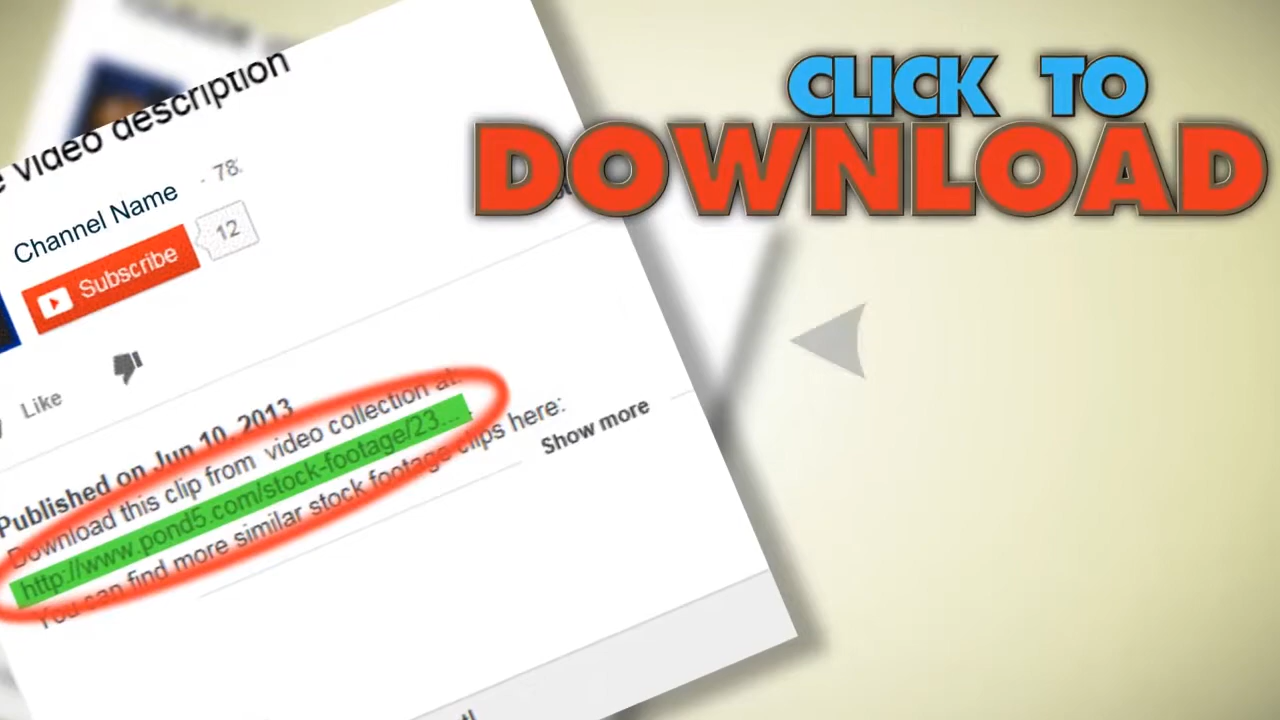 CLICK TO
DOWNLOAD
video description
Channel Name
78
Subscribe
12
Like
Published on Jun 10, 2013
Download this clip from video collection at:
http://www.pond5.com/stock-footage/23...
You can find more similar stock footage clips here:
Show more